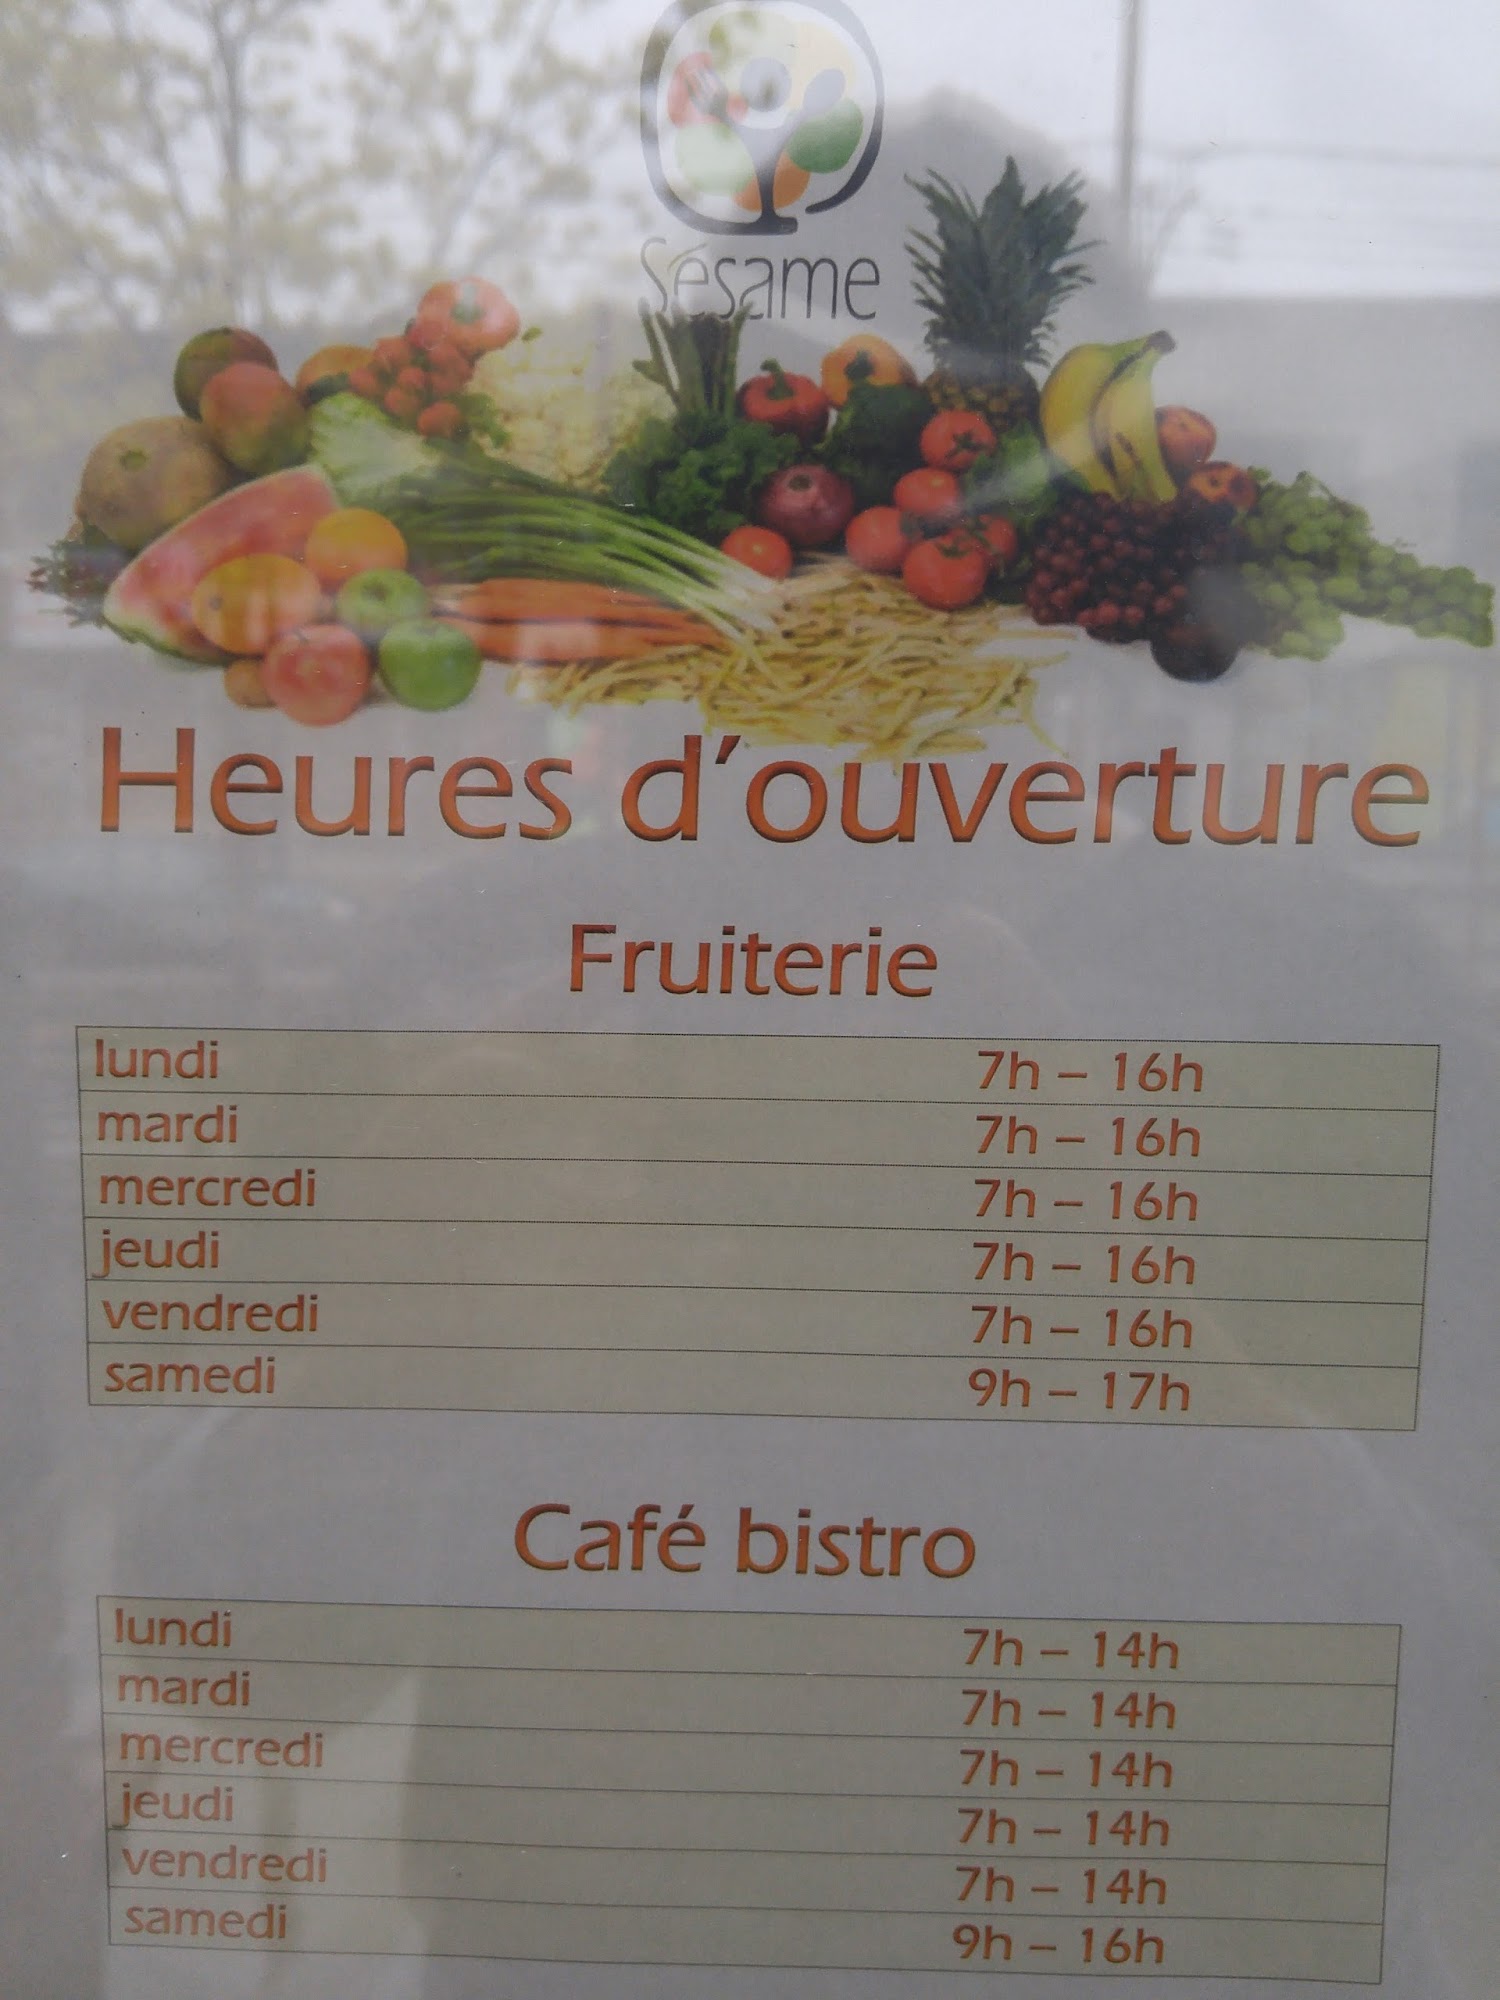 Sésame
Heures d'ouverture
Fruiterie
lundi 7h – 16h
mardi 7h – 16h
mercredi 7h – 16h
jeudi 7h – 16h
vendredi 7h – 16h
samedi 9h – 17h
Café bistro
lundi 7h – 14h
mardi 7h – 14h
mercredi 7h – 14h
jeudi 7h – 14h
vendredi 7h – 14h
samedi 9h – 16h